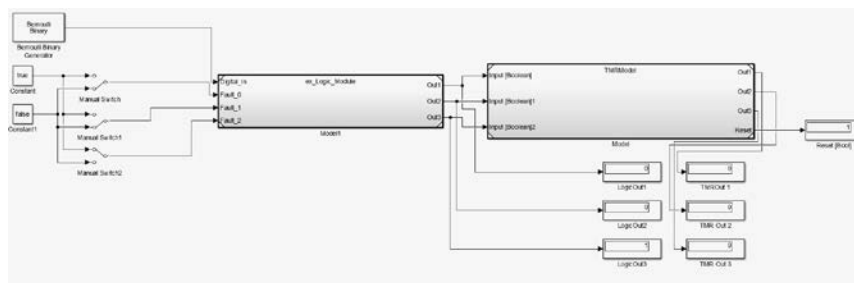 Bernoulli
Binary
Bernoulli Binary
Generator
true
Constant
false
Constant1
Manual Switch
Manual Switch1
Manual Switch2
Digital_In
Fault_0
Fault_1
Fault_2
ex_Logic_Module
Out1
Out2
Out3
Model1
Input [Boolean]
Input [Boolean]1
Input [Boolean]2
TMRModel
Out1
Out2
Out3
Reset
Model
1
Reset [Bool]
0
Logic Out1
0
TMROut 1
0
Logic Out2
0
TMR Out 2
1
Logic Out3
0
TMR Out 3